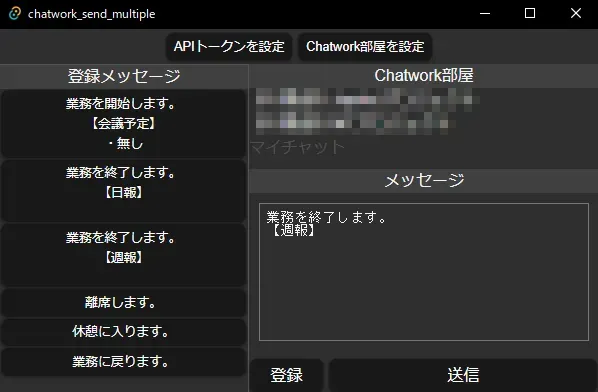 chatwork_send_multiple
APIトークンを設定
Chatwork部屋を設定
登録メッセージ
業務を開始します。
【会議予定】
・無し
業務を終了します。
【日報】
業務を終了します。
【週報】
離席します。
休憩に入ります。
業務に戻ります。
Chatwork部屋
マイチャット
メッセージ
業務を終了します。
【週報】
登録
送信